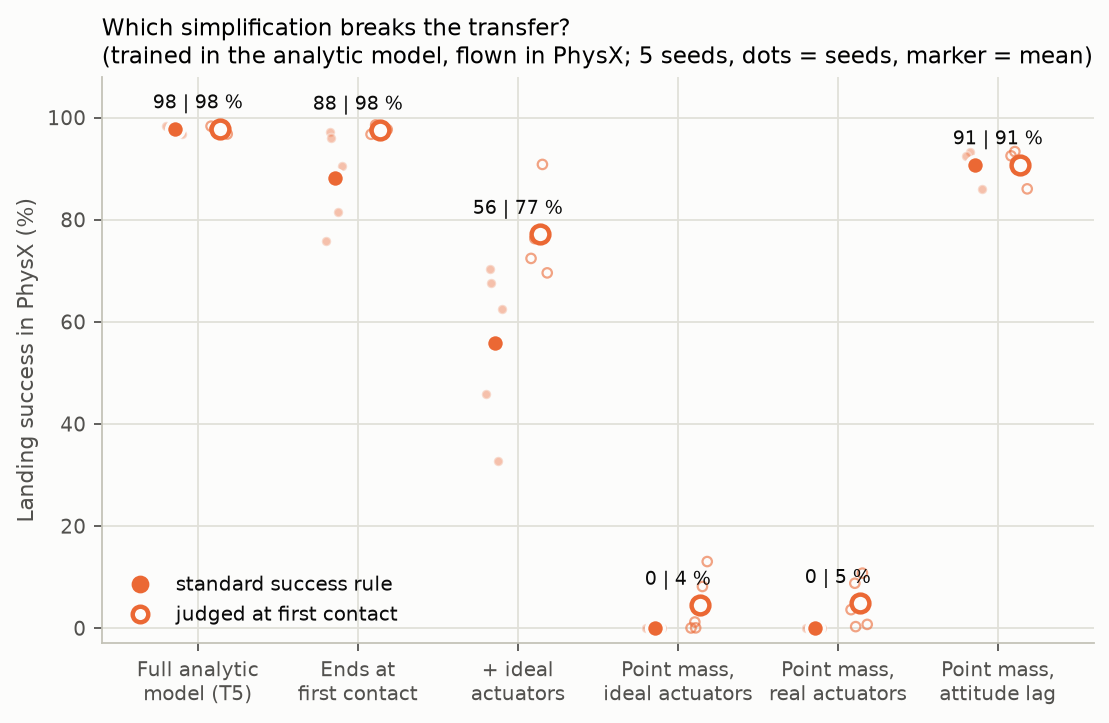 Which simplification breaks the transfer?
(trained in the analytic model, flown in PhysX; 5 seeds, dots = seeds, marker = mean)
Landing success in PhysX (%)
100
80
60
40
20
0
98 | 98 %
88 | 98 %
56 | 77 %
0 | 4 %
0 | 5 %
91 | 91 %
standard success rule
judged at first contact
Full analytic
model (T5)
Ends at
first contact
+ ideal
actuators
Point mass,
ideal actuators
Point mass,
real actuators
Point mass,
attitude lag